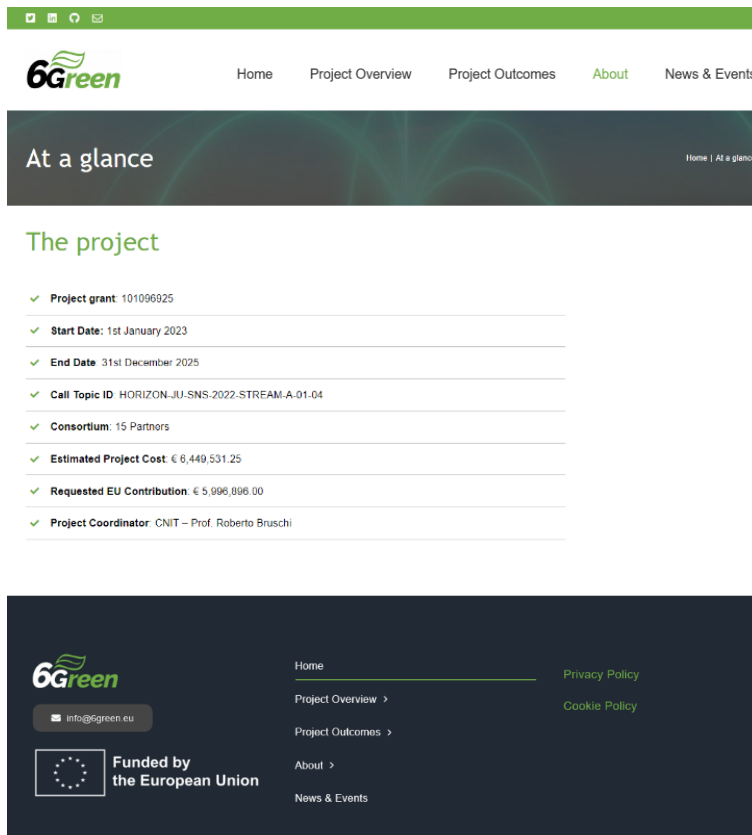 6Green
Home Project Overview Project Outcomes About News & Events
At a glance
Home | At a glance
The project
Project grant: 101096925
Start Date: 1st January 2023
End Date 31st December 2025
Call Topic ID HORIZON-JU-SNS-2022-STREAM-A-01-04
Consortium: 15 Partners
Estimated Project Cost: € 6,449,531.25
Requested EU Contribution: € 5,996,896.00
Project Coordinator: CNIT – Prof. Roberto Bruschi
6Green
info@6green.eu
Funded by
the European Union
Home
Project Overview >
Project Outcomes >
About >
News & Events
Privacy Policy
Cookie Policy